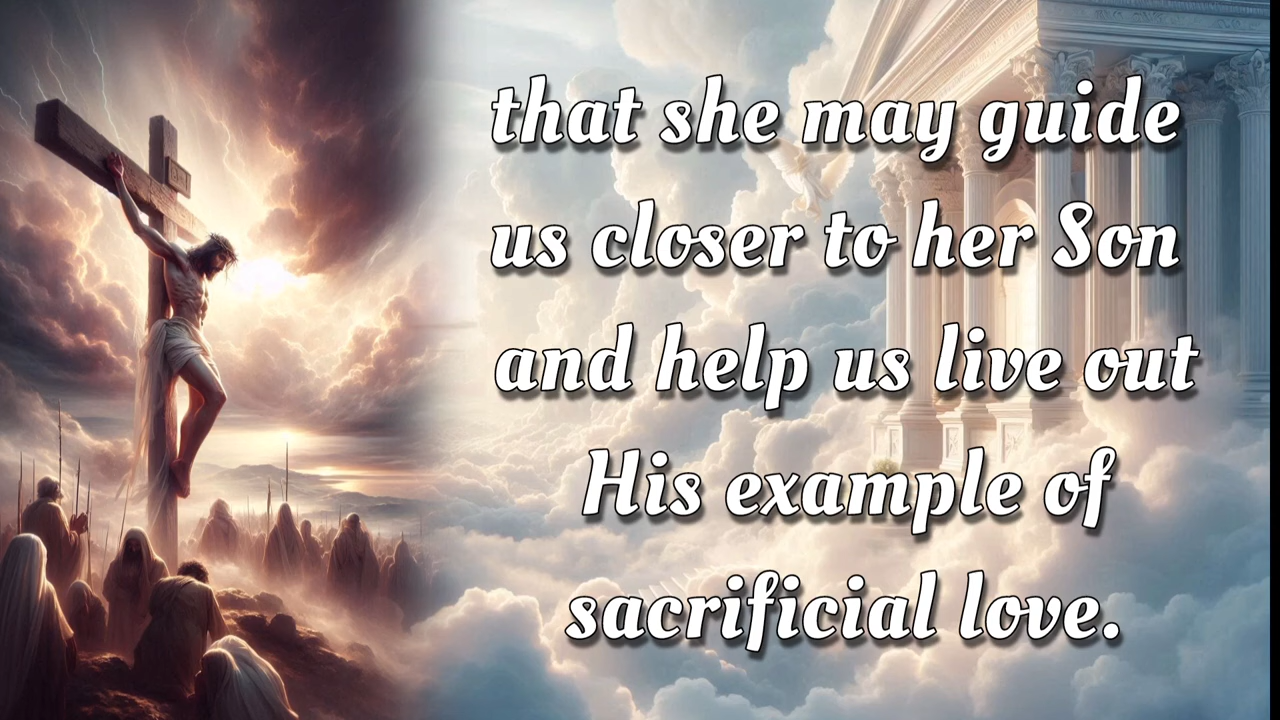 that she may guide
us closer to her Son
and help us live out
His example of
sacrificial love.